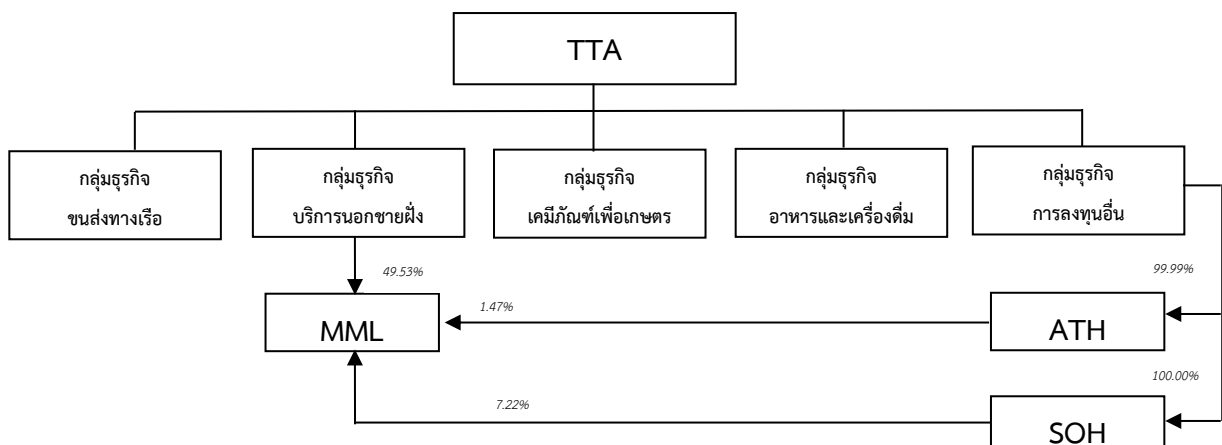 TTA
กลุ่มธุรกิจ
ขนส่งทางเรือ
กลุ่มธุรกิจ
บริการนอกชายฝั่ง
กลุ่มธุรกิจ
เคมีภัณฑ์เพื่อเกษตร
กลุ่มธุรกิจ
อาหารและเครื่องดื่ม
กลุ่มธุรกิจ
การลงทุนอื่น
49.53%
99.99%
MML
1.47%
ATH
7.22%
100.00%
SOH